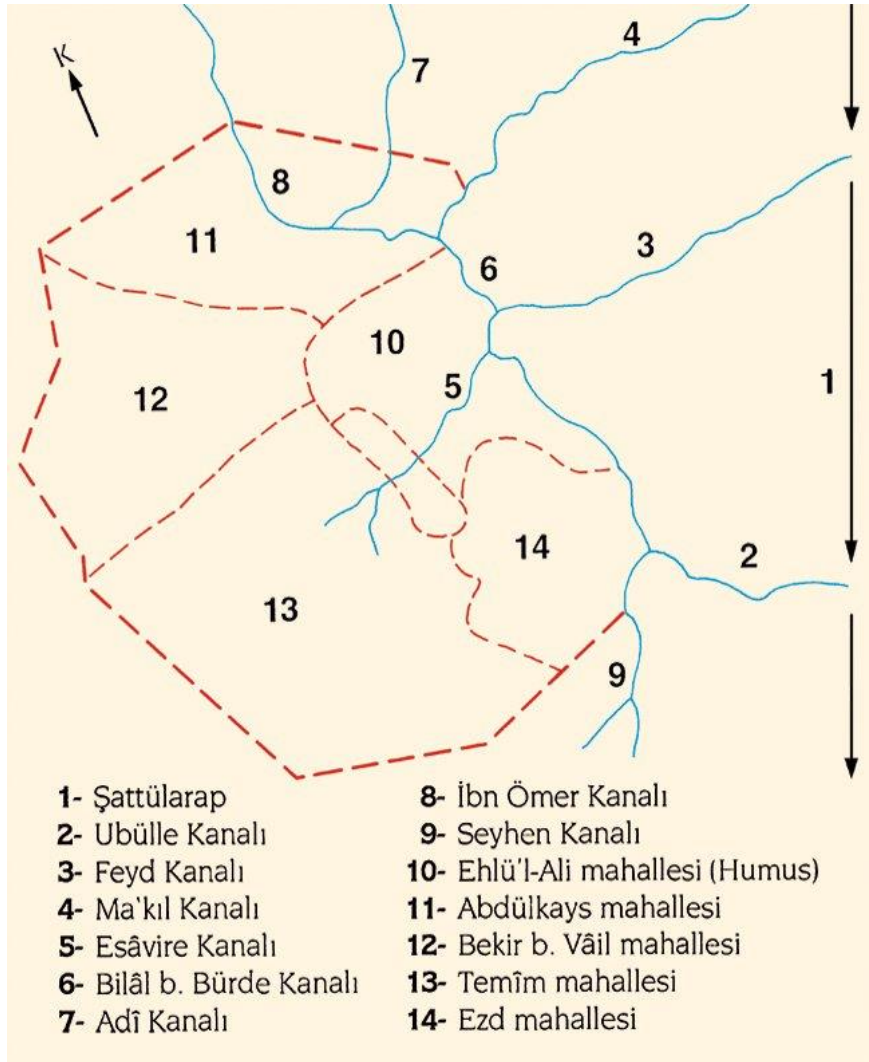 K
4
7
8
3
11
6
10
1
5
12
14
2
13
9
1- Şattülarap
2- Ubülle Kanalı
3- Feyd Kanalı
4- Ma'kıl Kanalı
5- Esâvire Kanalı
6- Bilâl b. Bürde Kanalı
7- Adî Kanalı
8- İbn Ömer Kanalı
9- Seyhen Kanalı
10- Ehlü'l-Ali mahallesi (Humus)
11- Abdülkays mahallesi
12- Bekir b. Vâil mahallesi
13- Temîm mahallesi
14- Ezd mahallesi